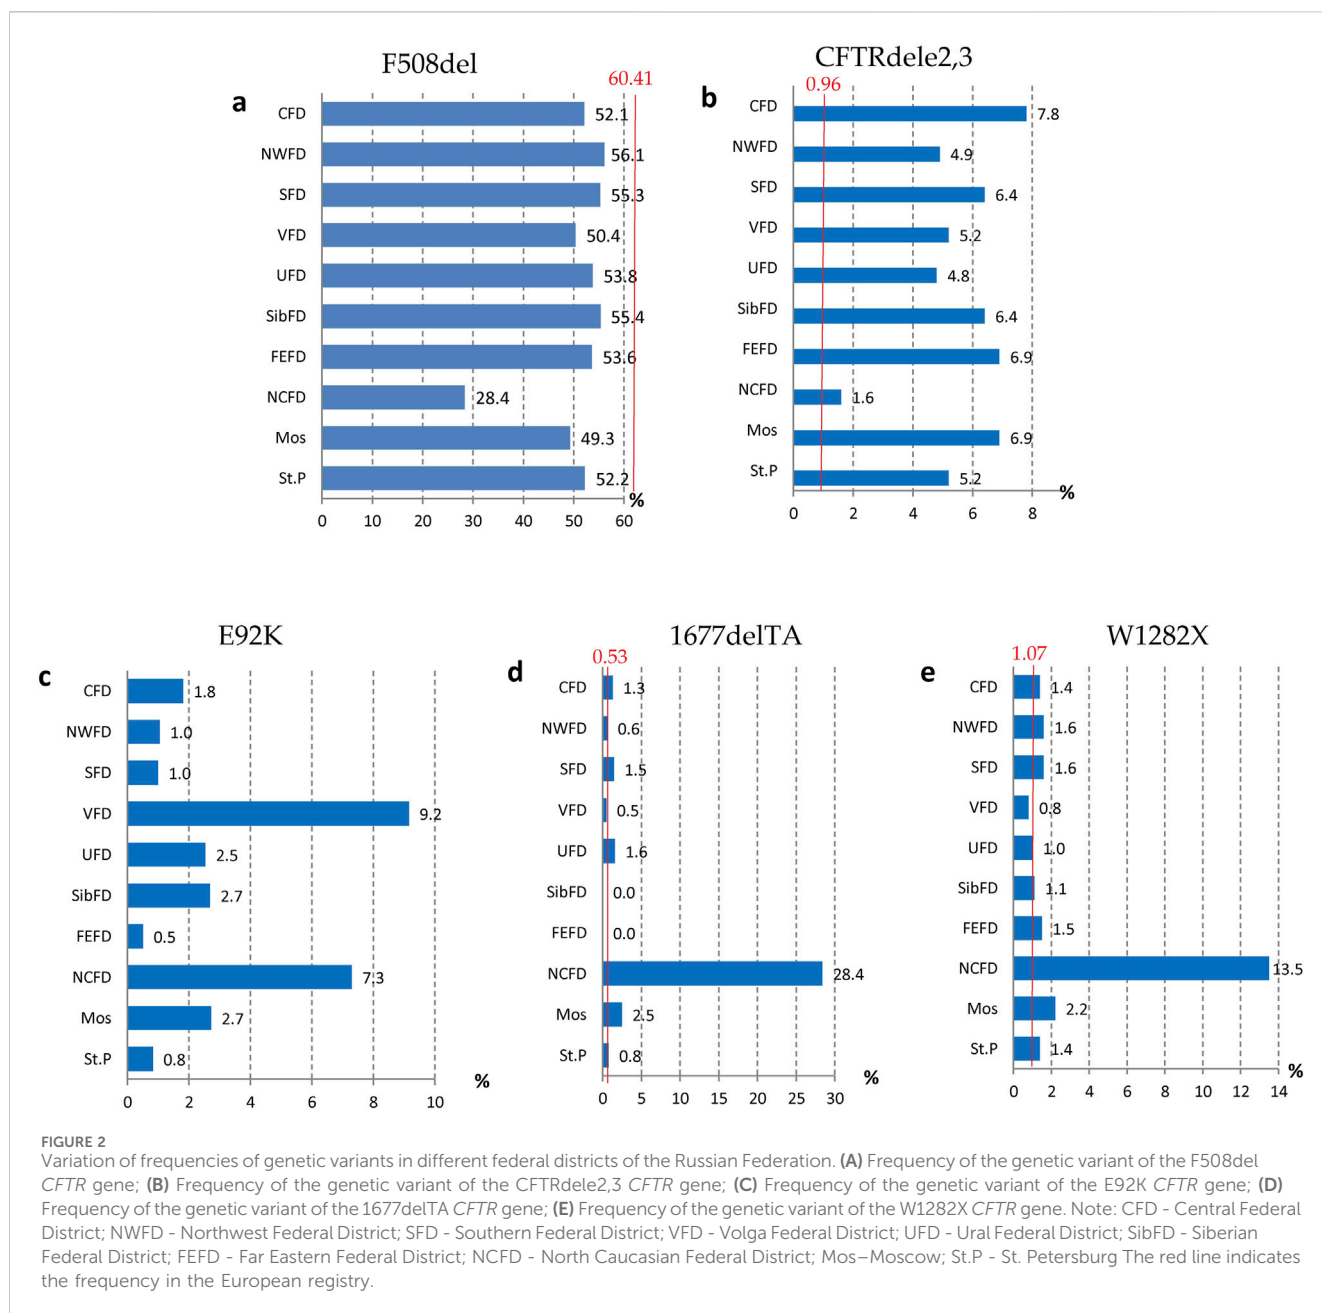 F508del
60.41
a
CFD 52.1
NWFD 56.1
SFD 55.3
VFD 50.4
UFD 53.8
SibFD 55.4
FEFD 53.6
NCFD 28.4
Mos 49.3
St.P 52.2
%
0 10 20 30 40 50 60
CFTRdele2,3
0.96
b
CFD 7.8
NWFD 4.9
SFD 6.4
VFD 5.2
UFD 4.8
SibFD 6.4
FEFD 6.9
NCFD 1.6
Mos 6.9
St.P 5.2
%
0 2 4 6 8
E92K
c
CFD 1.8
NWFD 1.0
SFD 1.0
VFD 9.2
UFD 2.5
SibFD 2.7
FEFD 0.5
NCFD 7.3
Mos 2.7
St.P 0.8
%
0 2 4 6 8 10
1677delTA
0.53
d
CFD 1.3
NWFD 0.6
SFD 1.5
VFD 0.5
UFD 1.6
SibFD 0.0
FEFD 0.0
NCFD 28.4
Mos 2.5
St.P 0.8
%
0 5 10 15 20 25 30
W1282X
1.07
e
CFD 1.4
NWFD 1.6
SFD 1.6
VFD 0.8
UFD 1.0
SibFD 1.1
FEFD 1.5
NCFD 13.5
Mos 2.2
St.P 1.4
%
0 2 4 6 8 10 12 14
FIGURE 2
Variation of frequencies of genetic variants in different federal districts of the Russian Federation. (A) Frequency of the genetic variant of the F508del
CFTR gene; (B) Frequency of the genetic variant of the CFTRdele2,3 CFTR gene; (C) Frequency of the genetic variant of the E92K CFTR gene; (D)
Frequency of the genetic variant of the 1677delTA CFTR gene; (E) Frequency of the genetic variant of the W1282X CFTR gene. Note: CFD - Central Federal
District; NWFD - Northwest Federal District; SFD - Southern Federal District; VFD - Volga Federal District; UFD - Ural Federal District; SibFD - Siberian
Federal District; FEFD - Far Eastern Federal District; NCFD - North Caucasian Federal District; Mos–Moscow; St.P - St. Petersburg The red line indicates
the frequency in the European registry.